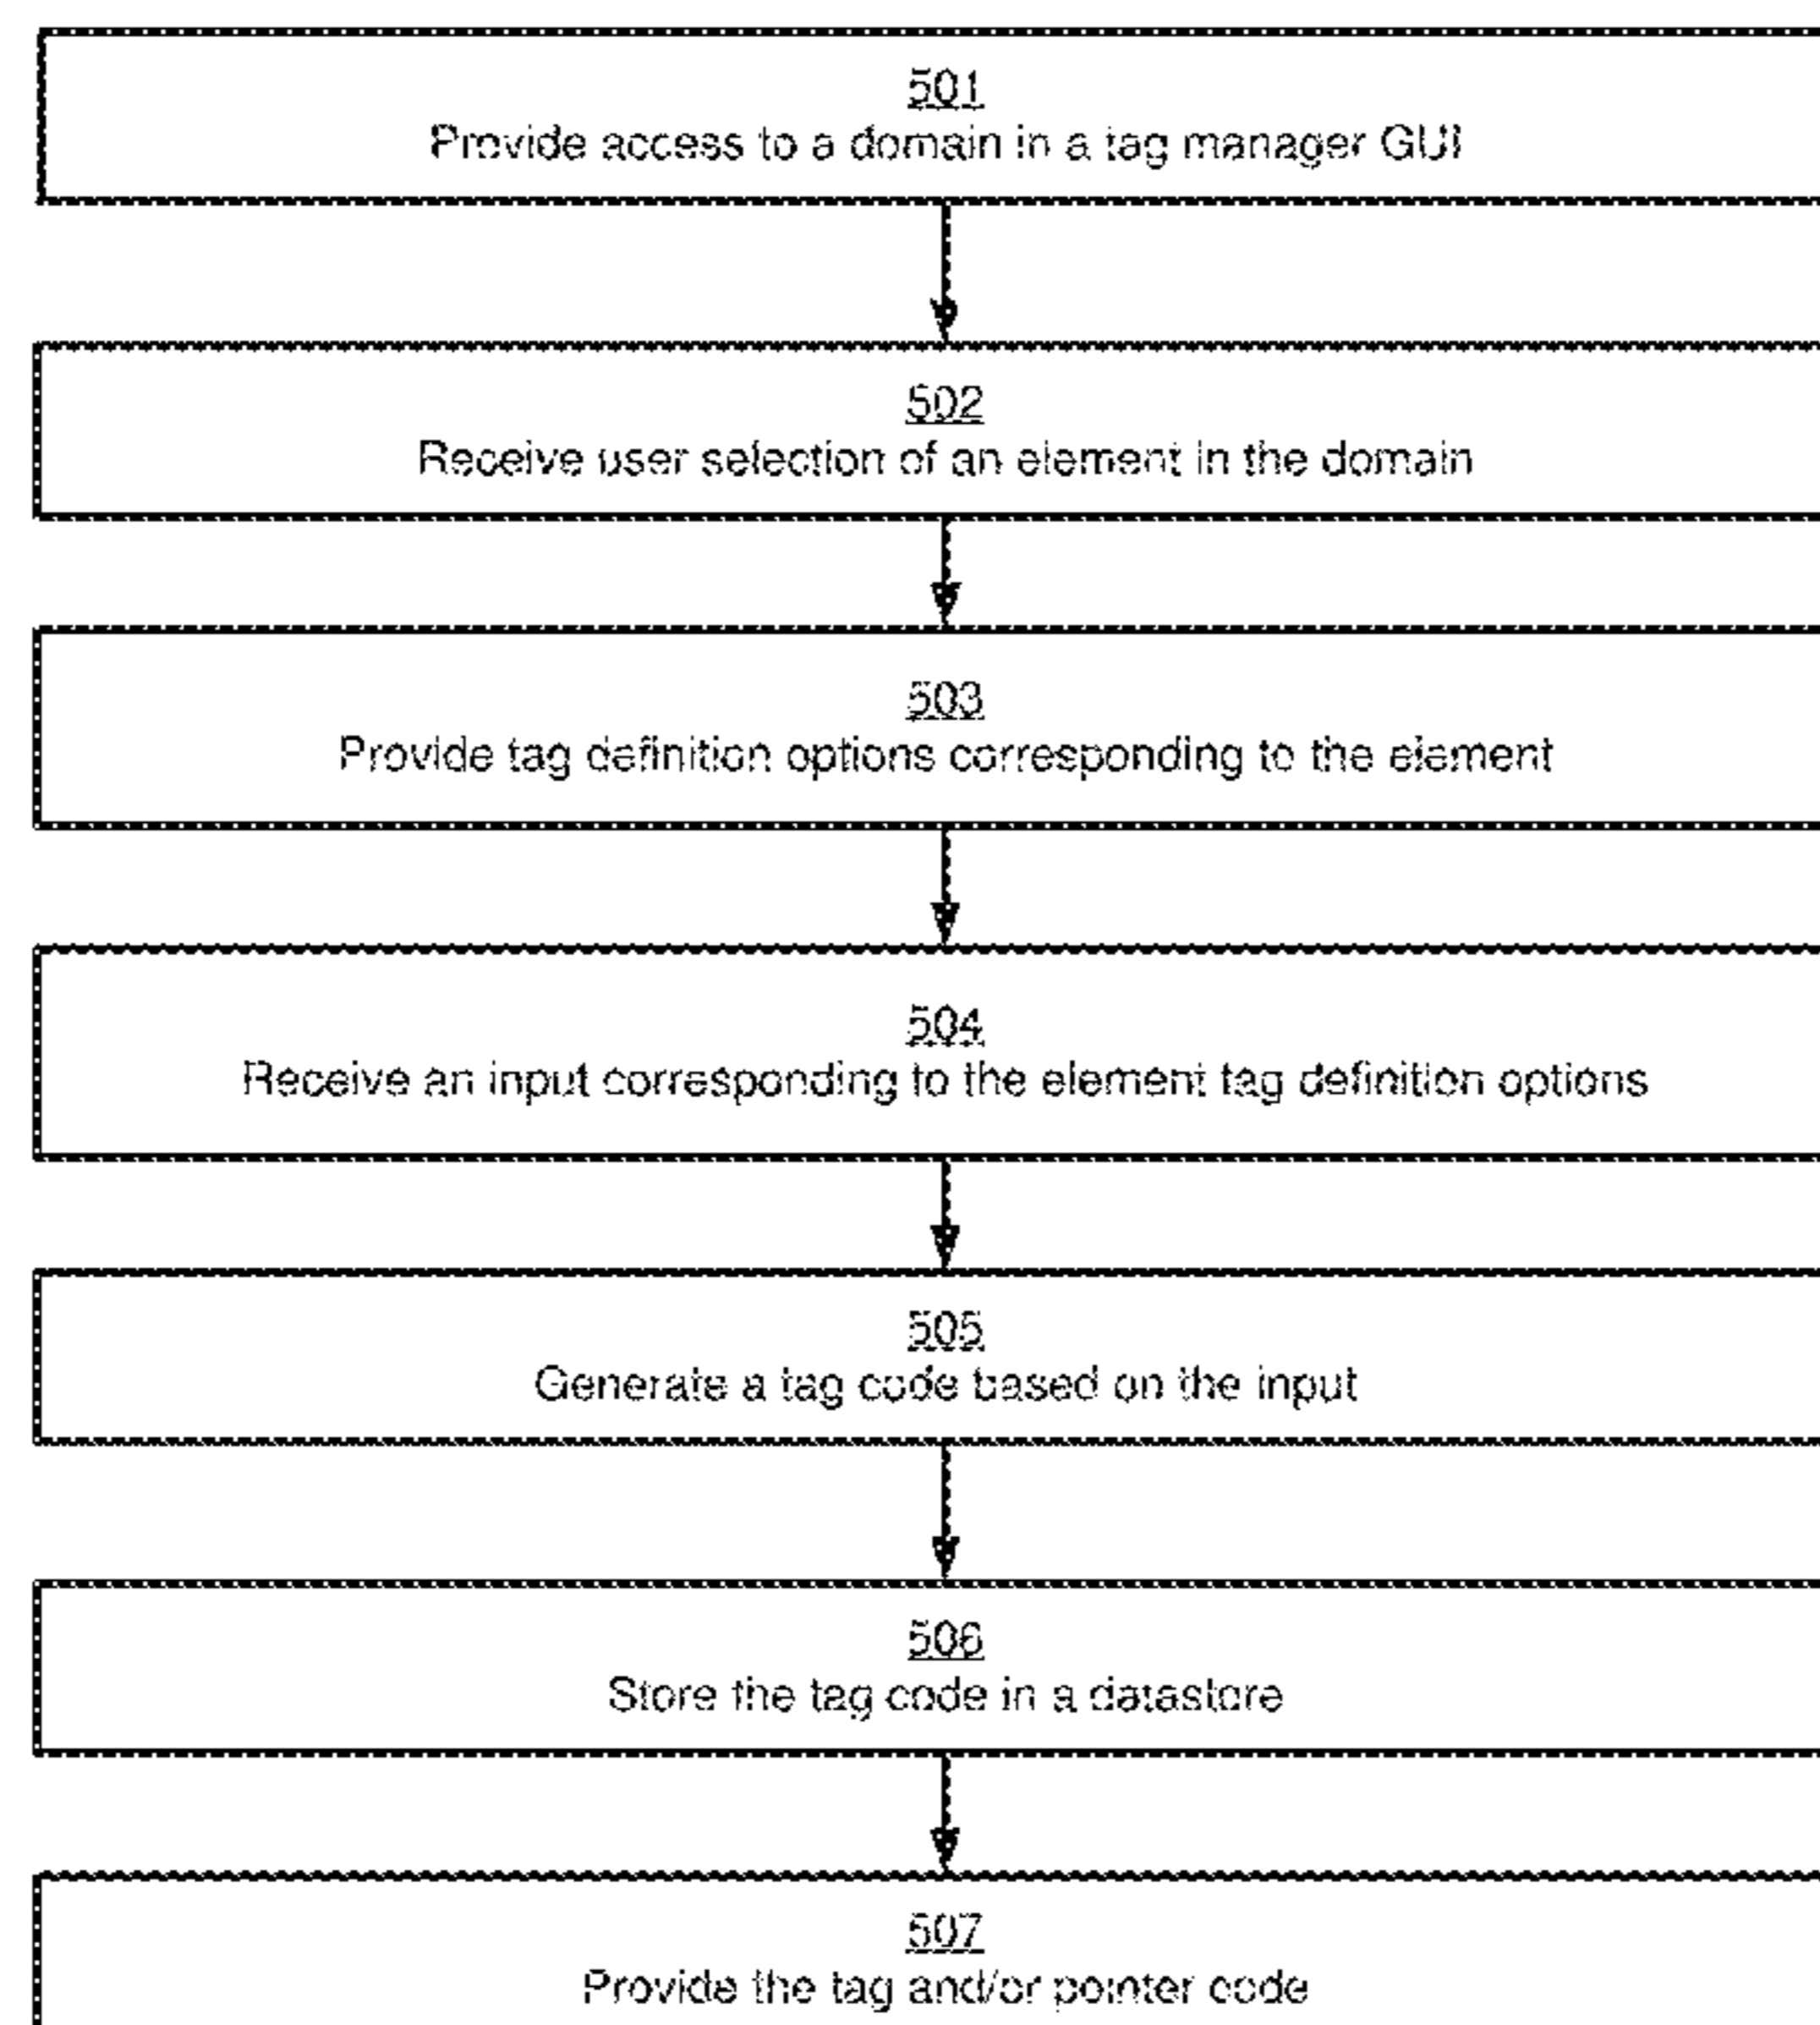 501
Provide access to a domain in a tag manager GUI
502
Receive user selection of an element in the domain
503
Provide tag definition options corresponding to the element
504
Receive an input corresponding to the element tag definition options
505
Generate a tag code based on the input
506
Store the tag code in a datastore
507
Provide the tag and/or pointer code